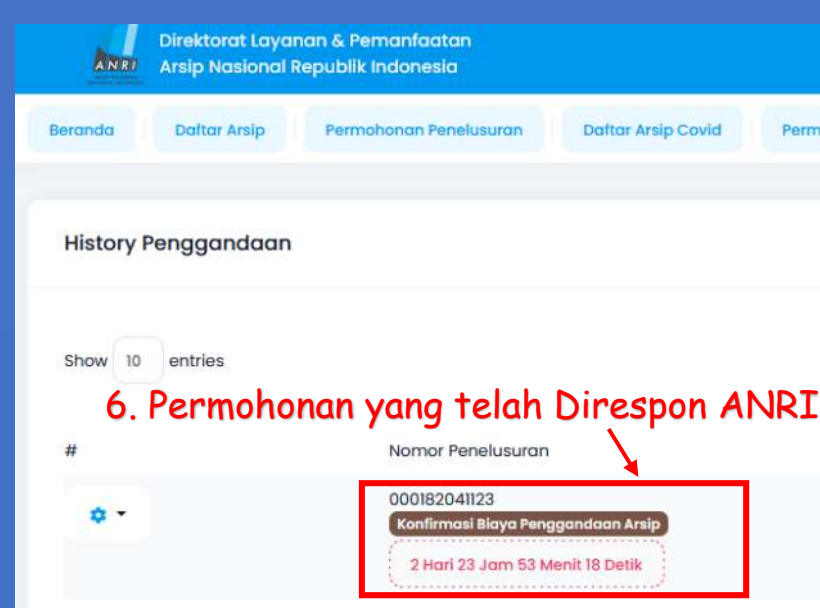 Direktorat Layanan & Pemanfaatan
ANRI
Arsip Nasional Republik Indonesia
Beranda
Daftar Arsip
Permohonan Penelusuran
Daftar Arsip Covid
Perm
History Penggandaan
Show 10 entries
6. Permohonan yang telah Direspon ANRI
#
Nomor Penelusuran
000182041123
Konfirmasi Biaya Penggandaan Arsip
2 Hari 23 Jam 53 Menit 18 Detik